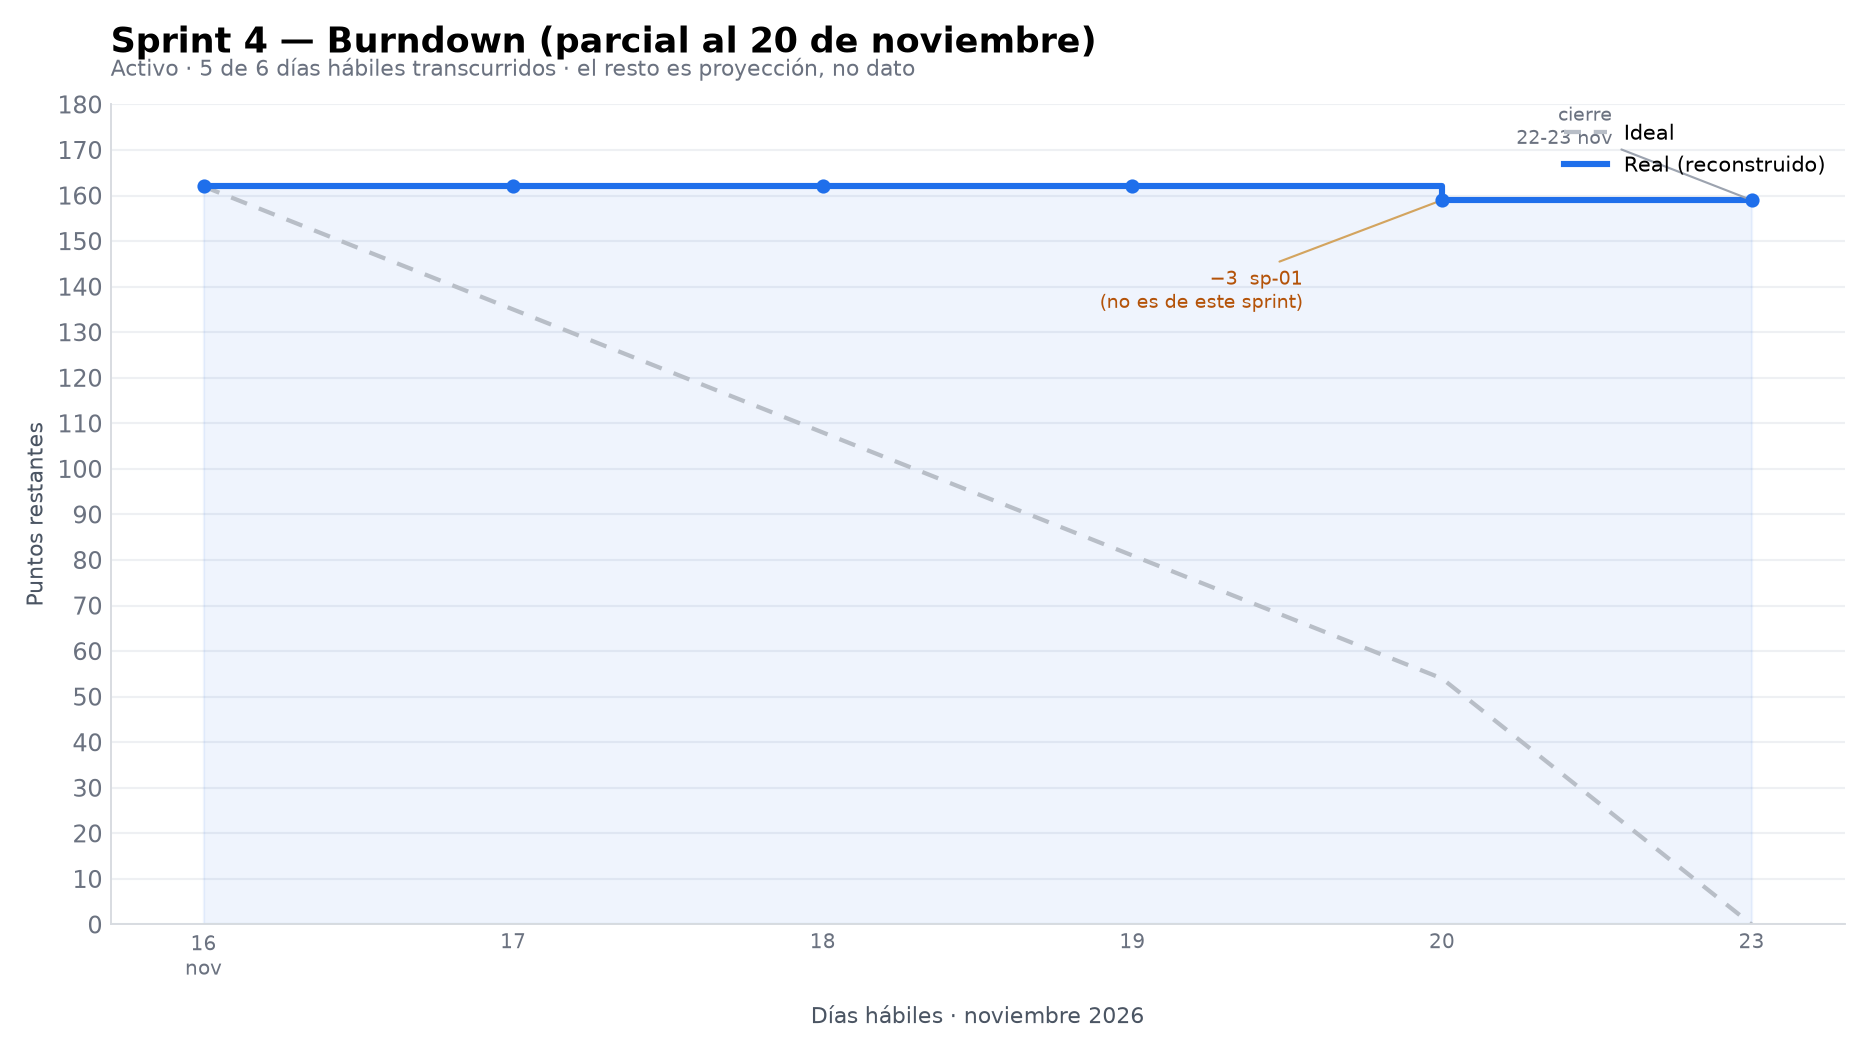 Sprint 4 — Burndown (parcial al 20 de noviembre)
Activo · 5 de 6 días hábiles transcurridos · el resto es proyección, no dato
cierre
22-23 nov
Ideal
Real (reconstruido)
−3  sp-01
(no es de este sprint)
Puntos restantes
180
170
160
150
140
130
120
110
100
90
80
70
60
50
40
30
20
10
0
16
nov
17
18
19
20
23
Días hábiles · noviembre 2026